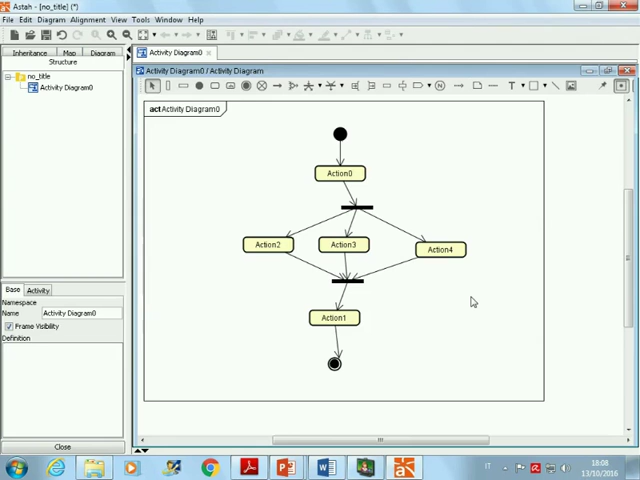 Astah - [no_title] (*)
File Edit Diagram Alignment View Tools Window Help
Inheritance Map Diagram
Structure
no_title
Activity Diagram0
Activity Diagram0
Activity Diagram0 / Activity Diagram
act Activity Diagram0
Action0
Action2 Action3 Action4
Action1
Base Activity
Namespace
Name Activity Diagram0
Frame Visibility
Definition
Close
IT
18:08
13/10/2016